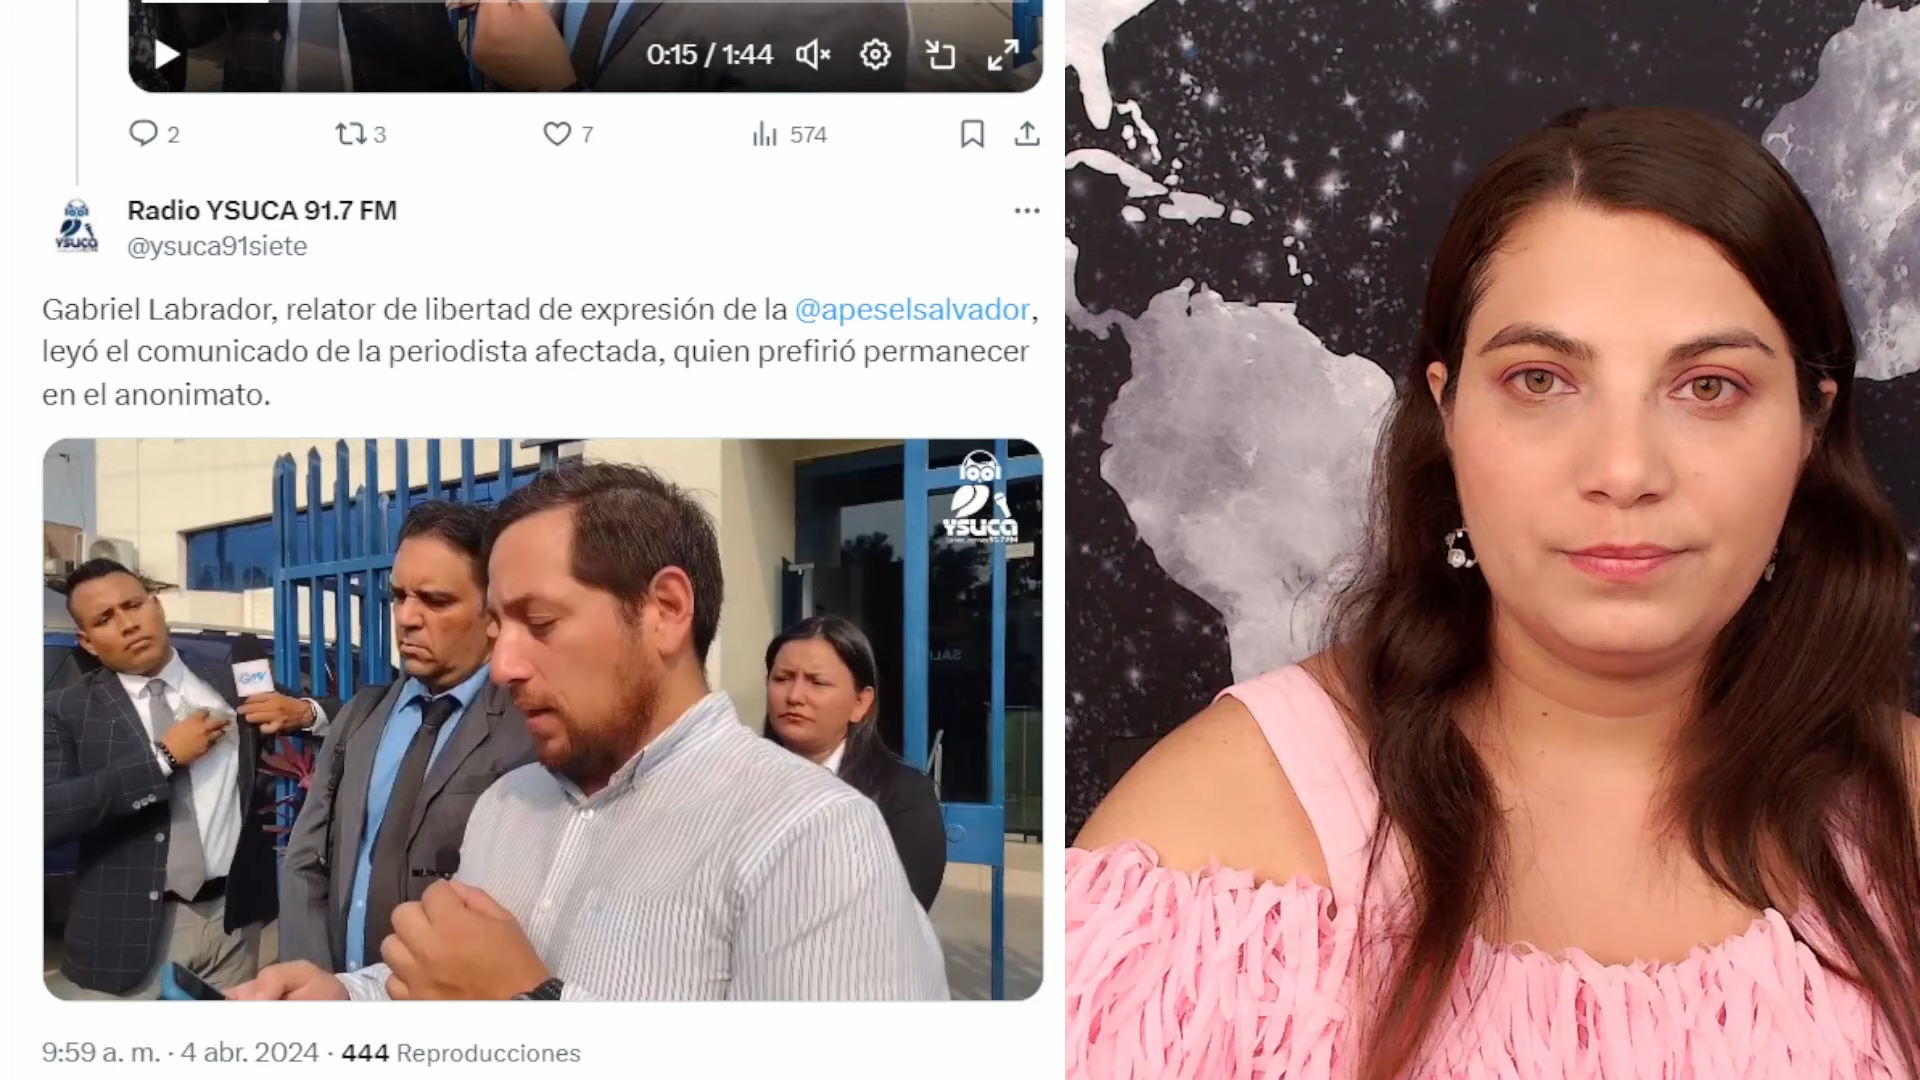 0:15 / 1:44
2
3
7
574
Radio YSUCA 91.7 FM
@ysuca91siete
Gabriel Labrador, relator de libertad de expresión de la @apeselsalvador,
leyó el comunicado de la periodista afectada, quien prefirió permanecer
en el anonimato.
YSUCA
GMV
9:59 a. m. · 4 abr. 2024 · 444 Reproducciones